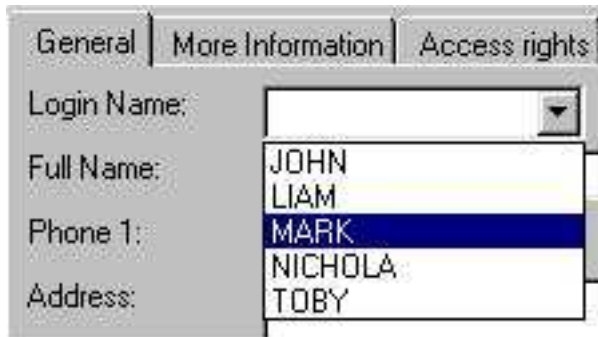 General More Information Access rights
Login Name:
Full Name:
JOHN
LIAM
Phone 1:
MARK
NICHOLA
Address:
TOBY